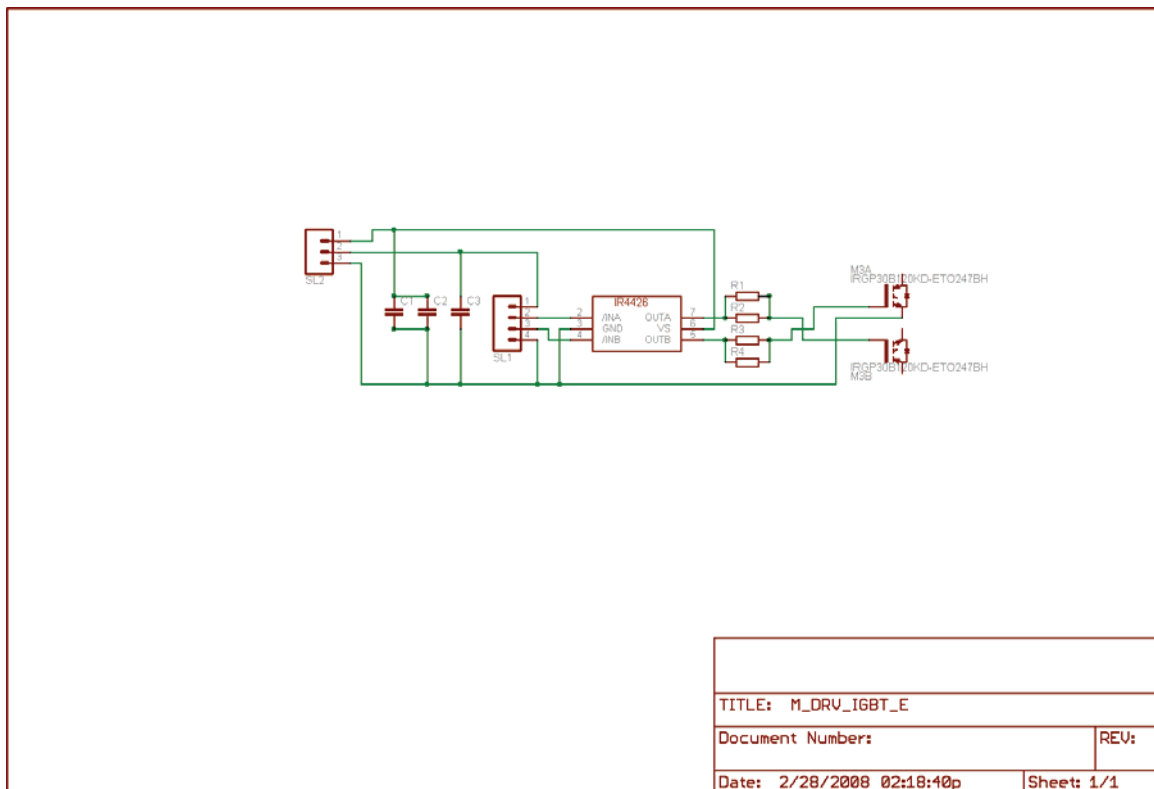 1
2
3
SL2
C1
C2
C3
1
2
3
4
SL1
IR4426
2
3
4
/INA
GND
/INB
OUTA
VS
OUTB
7
6
5
R1
R2
R3
R4
M3A
IRGP30B120KD-ETO247BH
IRGP30B120KD-ETO247BH
M3B
TITLE: M_DRV_IGBT_E
Document Number:
REV:
Date: 2/28/2008 02:18:40p
Sheet: 1/1